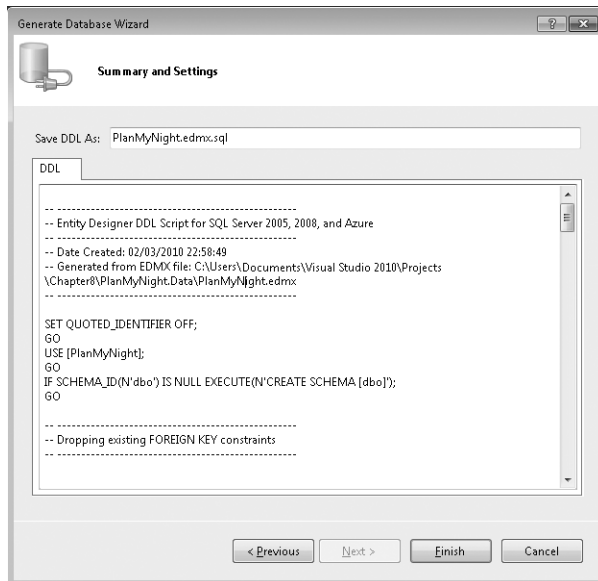 Generate Database Wizard
Summary and Settings
Save DDL As: PlanMyNight.edmx.sql
DDL
-- --------------------------------------------------
-- Entity Designer DDL Script for SQL Server 2005, 2008, and Azure
-- --------------------------------------------------
-- Date Created: 02/03/2010 22:58:49
-- Generated from EDMX file: C:\Users\Documents\Visual Studio 2010\Projects
\Chapter8\PlanMyNight.Data\PlanMyNight.edmx
-- --------------------------------------------------
SET QUOTED_IDENTIFIER OFF;
GO
USE [PlanMyNight];
GO
IF SCHEMA_ID(N'dbo') IS NULL EXECUTE(N'CREATE SCHEMA [dbo]');
GO
-- --------------------------------------------------
-- Dropping existing FOREIGN KEY constraints
-- --------------------------------------------------
< Previous Next > Finish Cancel